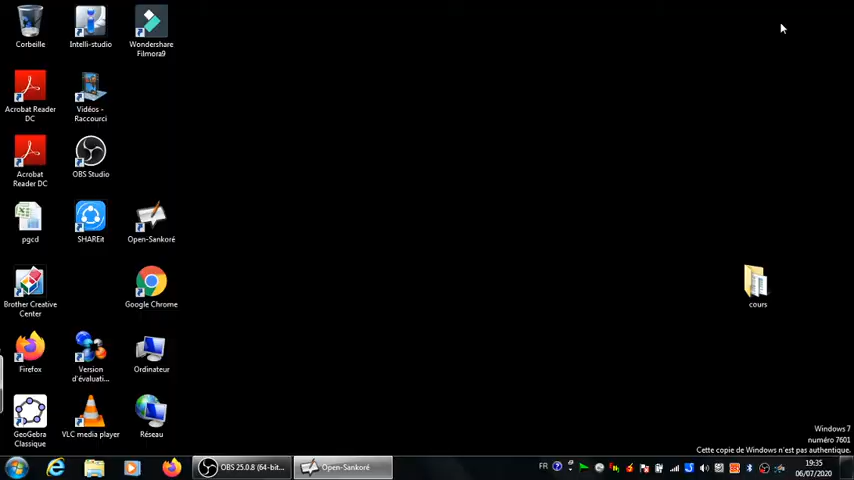 Corbeille
Intelli-studio
Wondershare
Filmora9
Acrobat Reader
DC
Vidéos -
Raccourci
Acrobat
Reader DC
OBS Studio
pgcd
SHAREit
Open-Sankoré
Brother Creative
Center
Google Chrome
cours
Firefox
Version
d'évaluati...
Ordinateur
GeoGebra
Classique
VLC media player
Réseau
Windows 7
numéro 7601
Cette copie de Windows n'est pas authentique.
OBS 25.0.8 (64-bit...
Open-Sankoré
FR
19:35
06/07/2020